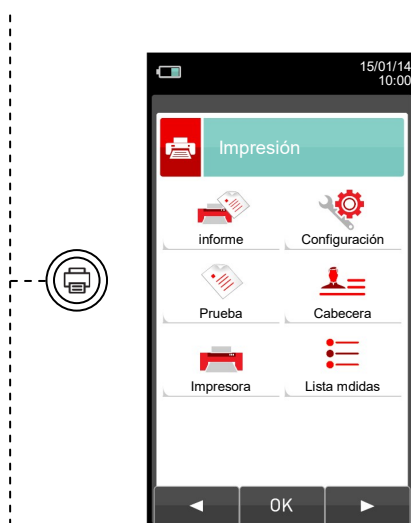 15/01/14
10:00
Impresión
informe
Configuración
Prueba
Cabecera
Impresora
Lista mdidas
OK